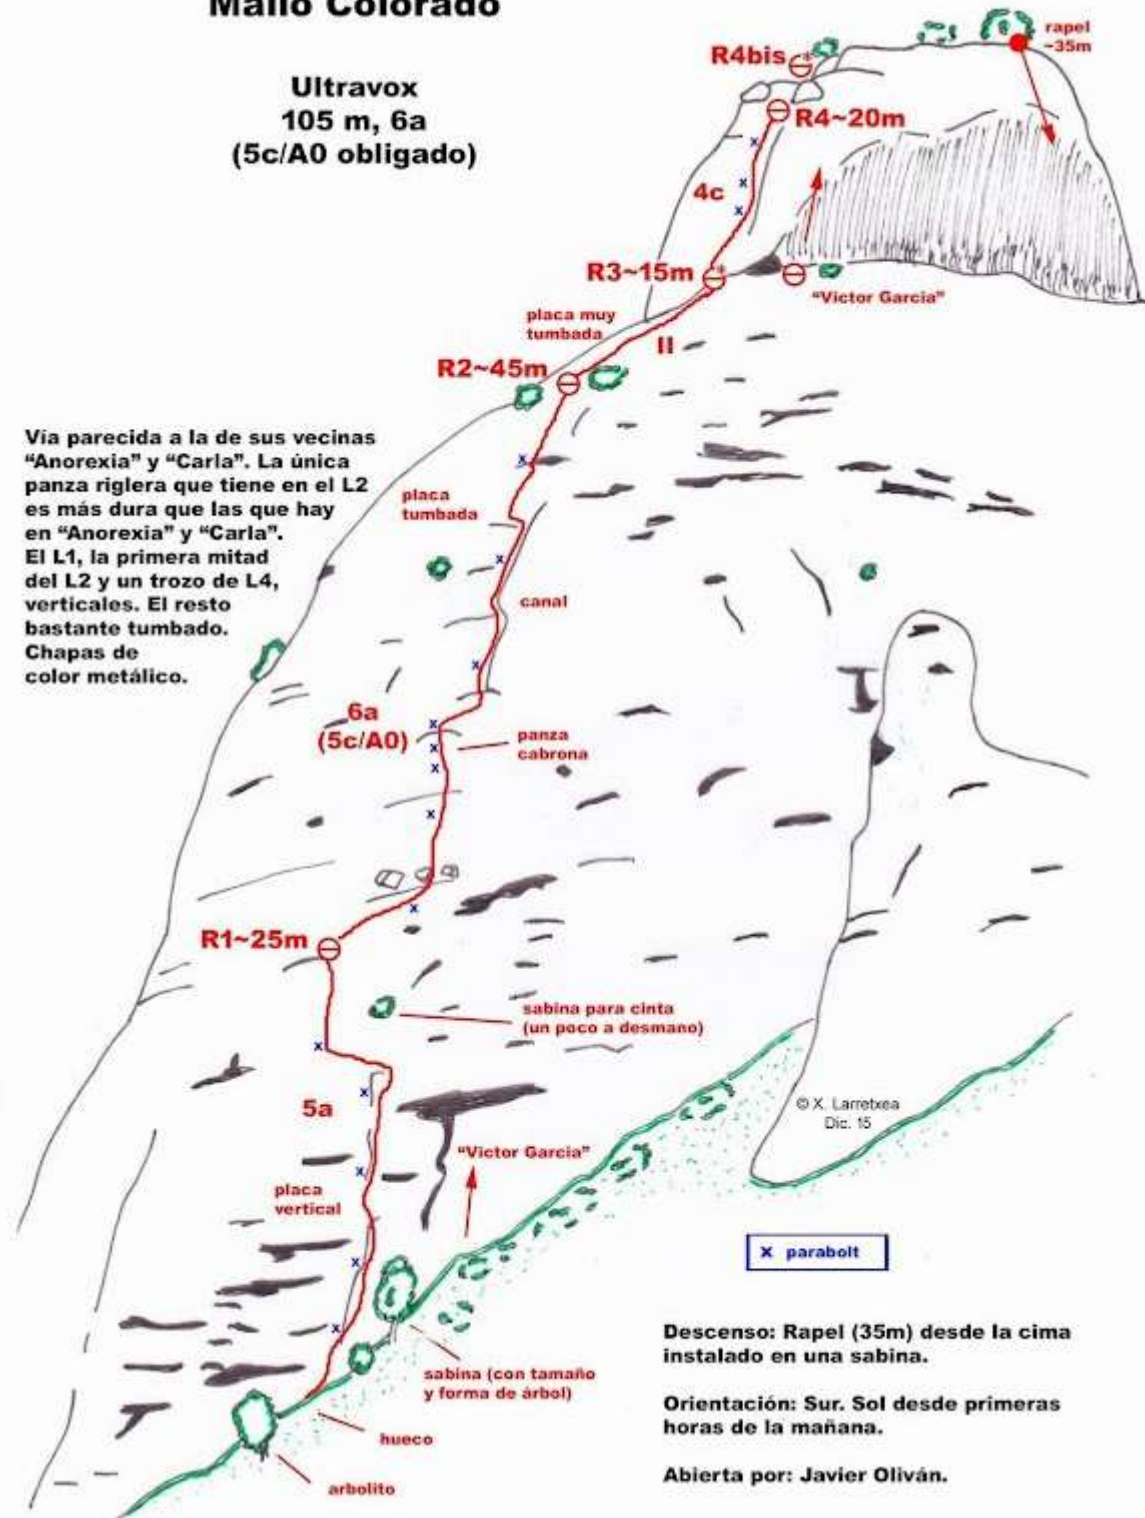 Mallo Colorado
Ultravox
105 m, 6a
(5c/A0 obligado)
rapel
~35m
R4bis
*
R4~20m
4c
R3~15m
*
"Victor Garcia"
placa muy
tumbada
II
R2~45m
Vía parecida a la de sus vecinas
"Anorexia" y "Carla". La única
panza riglera que tiene en el L2
es más dura que las que hay
en "Anorexia" y "Carla".
El L1, la primera mitad
del L2 y un trozo de L4,
verticales. El resto
bastante tumbado.
Chapas de
color metálico.
placa
tumbada
canal
6a
(5c/A0)
panza
cabrona
R1~25m
sabina para cinta
(un poco a desmano)
5a
© X. Larretxea
Dic. 15
"Victor Garcia"
placa
vertical
x parabolt
sabina (con tamaño
y forma de árbol)
hueco
arbolito
Descenso: Rapel (35m) desde la cima
instalado en una sabina.
Orientación: Sur. Sol desde primeras
horas de la mañana.
Abierta por: Javier Oliván.